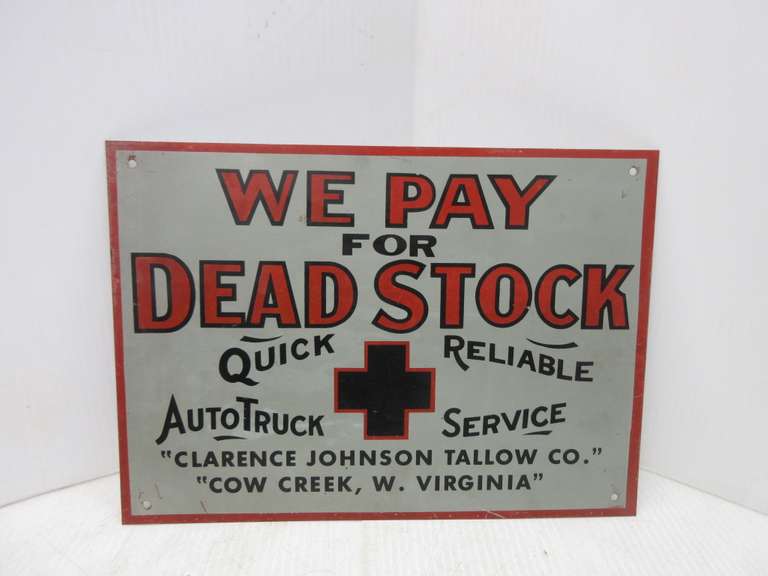 WE PAY
FOR
DEAD STOCK
QUICK RELIABLE
AUTOTRUCK SERVICE
"CLARENCE JOHNSON TALLOW CO."
"COW CREEK, W. VIRGINIA"